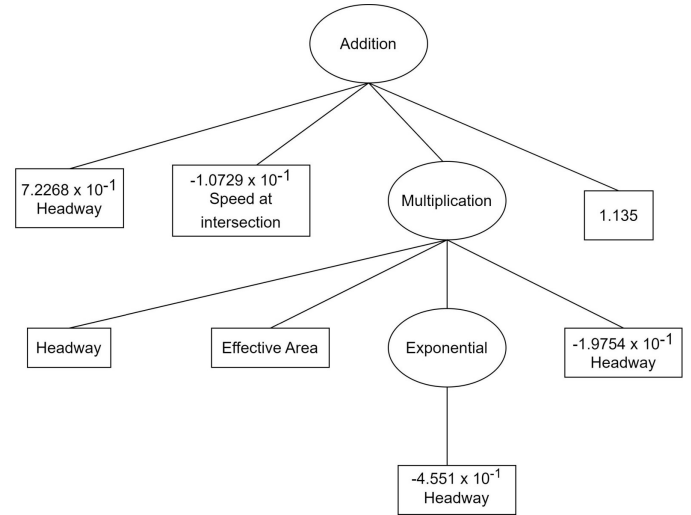 Addition
7.2268 x 10-1
Headway
-1.0729 x 10-1
Speed at
intersection
Multiplication
1.135
Headway
Effective Area
Exponential
-1.9754 x 10-1
Headway
-4.551 x 10-1
Headway